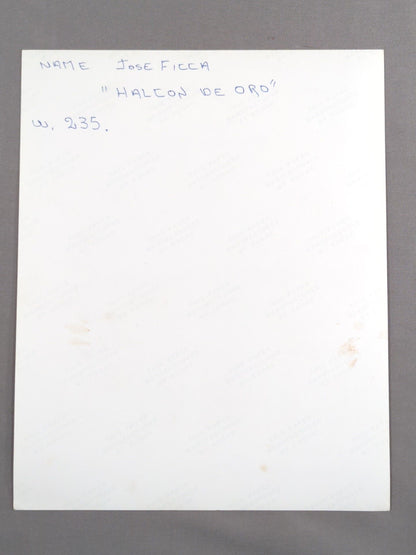 NAME JOSE FICCA
"HALCON DE ORO"
W. 235.